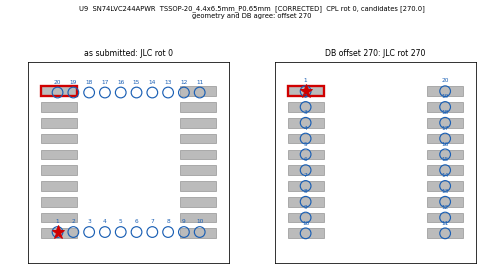 U9 SN74LVC244APWR TSSOP-20_4.4x6.5mm_P0.65mm [CORRECTED] CPL rot 0, candidates [270.0]
geometry and DB agree: offset 270
as submitted: JLC rot 0
DB offset 270: JLC rot 270
20 19 18 17 16 15 14 13 12 11
1 2 3 4 5 6 7 8 9 10
1 20
10 11